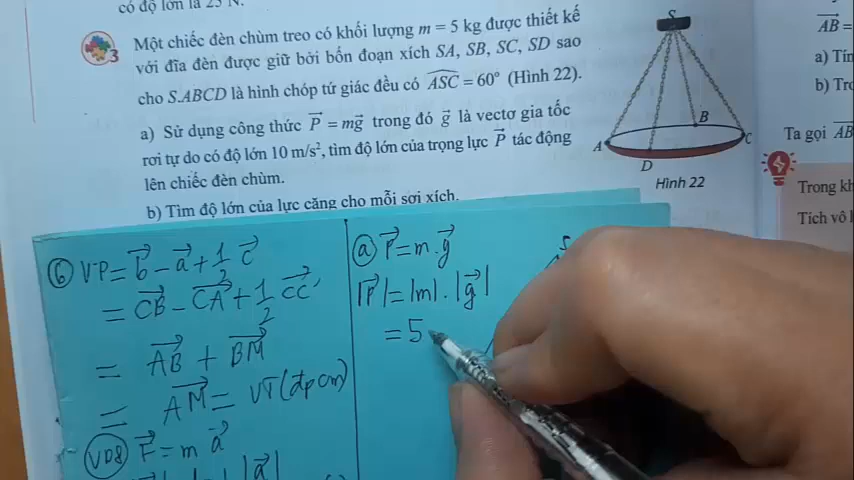 có độ lớn là 25 N.
3 Một chiếc đèn chùm treo có khối lượng m = 5 kg được thiết kế
với đĩa đèn được giữ bởi bốn đoạn xích SA, SB, SC, SD sao
cho S.ABCD là hình chóp tứ giác đều có ASC = 60° (Hình 22).
a) Sử dụng công thức P⃗ = mg⃗ trong đó g⃗ là vectơ gia tốc
rơi tự do có độ lớn 10 m/s², tìm độ lớn của trọng lực P⃗ tác động
lên chiếc đèn chùm.
b) Tìm độ lớn của lực căng cho mỗi sợi xích.
S
A
B
C
D
Hình 22
AB =
a) Tín
b) Trọ
Ta gọi AB
Trong kh
Tích vô l
⑥ VP = b⃗ - a⃗ + 1/2 c⃗
= CB⃗ - CA⃗ + 1/2 CC'⃗
= AB⃗ + BM⃗
= AM⃗ = VT (đpcm)
VD8 F⃗ = m a⃗
|a⃗|
ⓐ P⃗ = m.g⃗
|P⃗| = |m|.|g⃗|
= 5
S